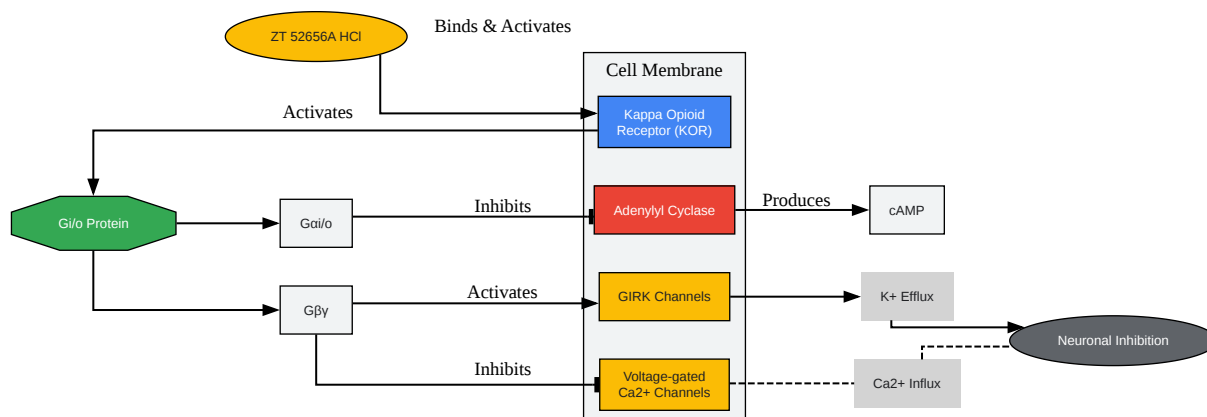 ZT 52656A HCl
Binds & Activates
Cell Membrane
Activates
Kappa Opioid
Receptor (KOR)
Gi/o Protein
Gαi/o
Inhibits
Adenylyl Cyclase
Produces
cAMP
Gβγ
Activates
GIRK Channels
K+ Efflux
Neuronal Inhibition
Inhibits
Voltage-gated
Ca2+ Channels
Ca2+ Influx